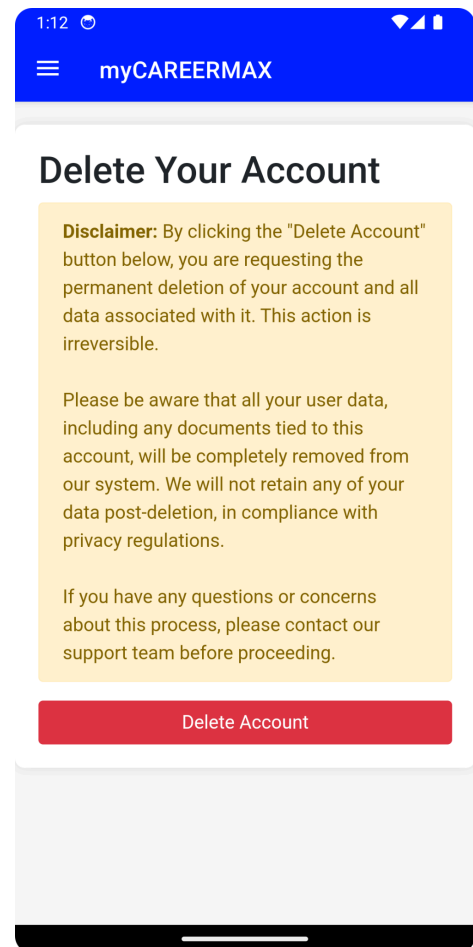 1:12
myCAREERMAX
Delete Your Account
Disclaimer: By clicking the "Delete Account"
button below, you are requesting the
permanent deletion of your account and all
data associated with it. This action is
irreversible.
Please be aware that all your user data,
including any documents tied to this
account, will be completely removed from
our system. We will not retain any of your
data post-deletion, in compliance with
privacy regulations.
If you have any questions or concerns
about this process, please contact our
support team before proceeding.
Delete Account